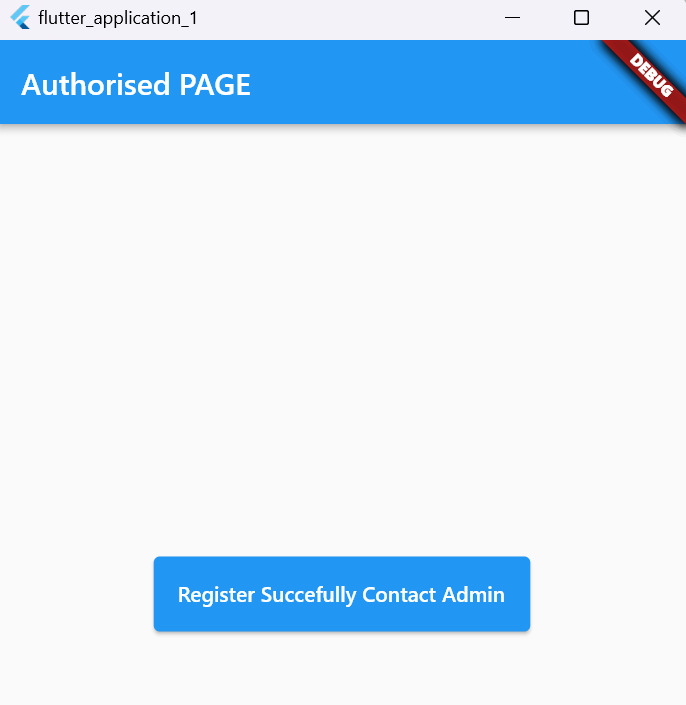 flutter_application_1
Authorised PAGE
DEBUG
Register Succefully Contact Admin